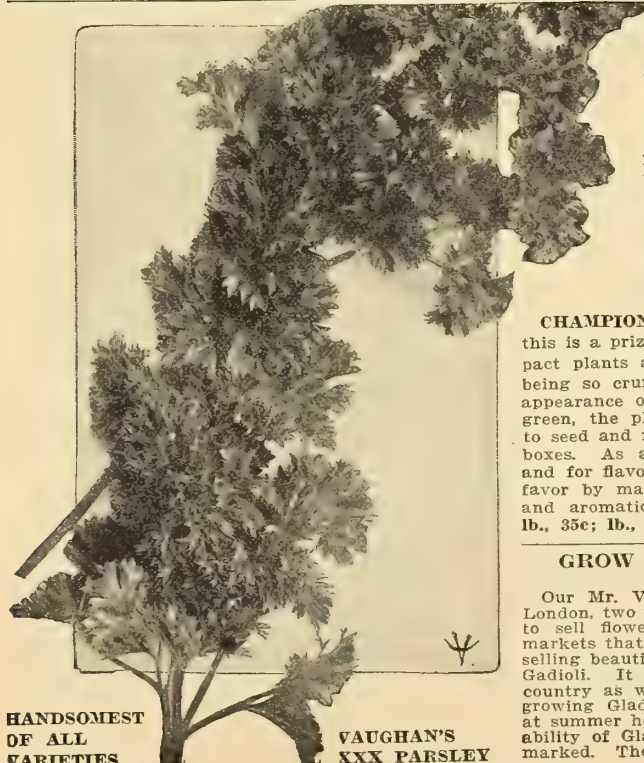 CHAMPION
this is a priz
pact plants a
being so cru
appearance o
green, the p
to seed and
boxes. As a
and for flavo
favor by ma
and aromatic
lb., 35c; lb.,
GROW
Our Mr. V
London, two
to sell flowe
markets that
selling beauti
Gadioli. It
country as w
growing Glad
at summer h
ability of Gla
marked. The
HANDSOMEST
OF ALL
VARIETIES
VAUGHAN'S
XXX PARSLEY